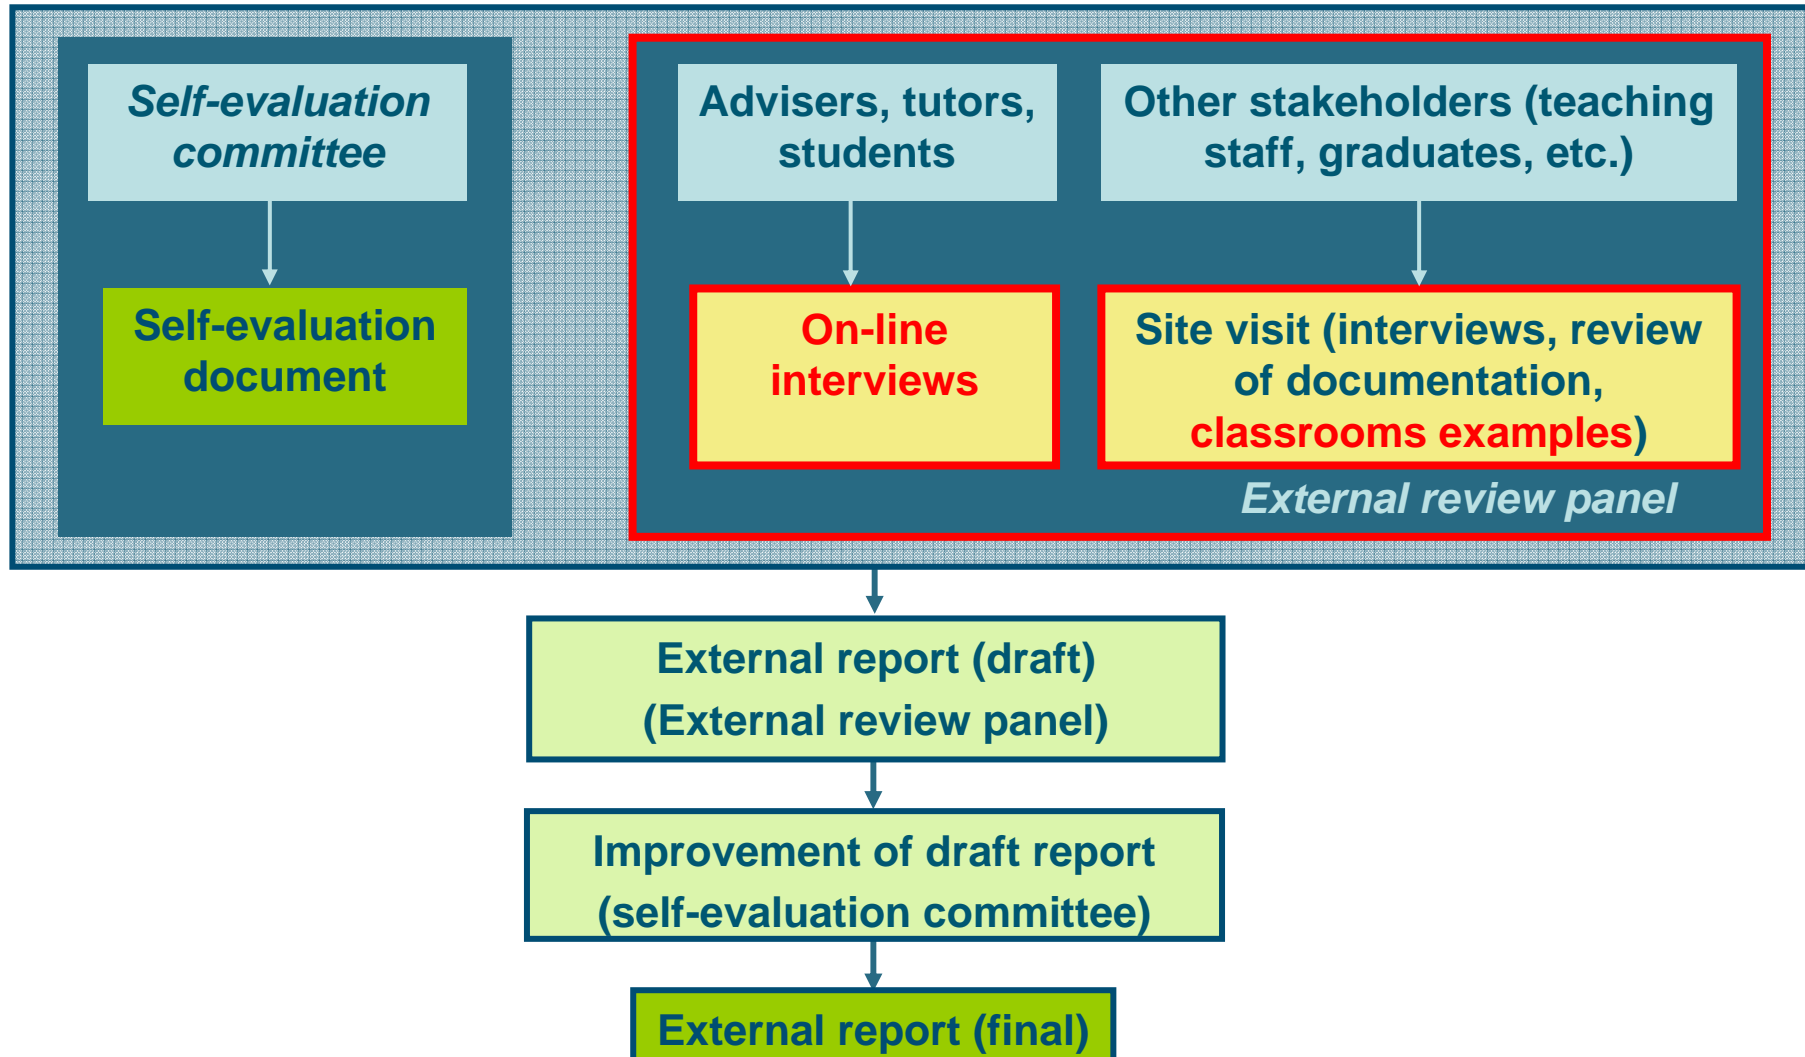 Self-evaluation
committee
Self-evaluation
document
Advisers, tutors,
students
On-line
interviews
Other stakeholders (teaching
staff, graduates, etc.)
Site visit (interviews, review
of documentation,
classrooms examples)
External review panel
External report (draft)
(External review panel)
Improvement of draft report
(self-evaluation committee)
External report (final)